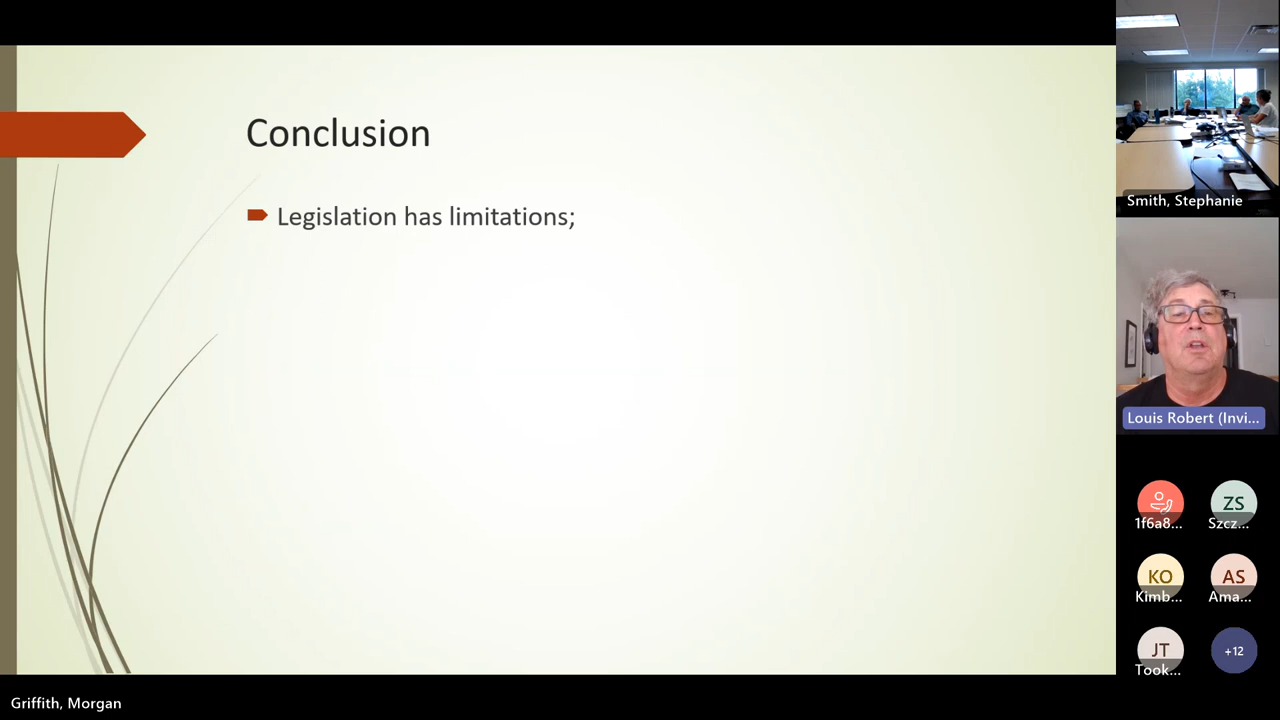 Conclusion
Legislation has limitations;
Smith, Stephanie
Louis Robert (Invi...
1f6a8...
ZS
Szcz...
KO
Kimb...
AS
Ama...
JT
Took...
+12
Griffith, Morgan